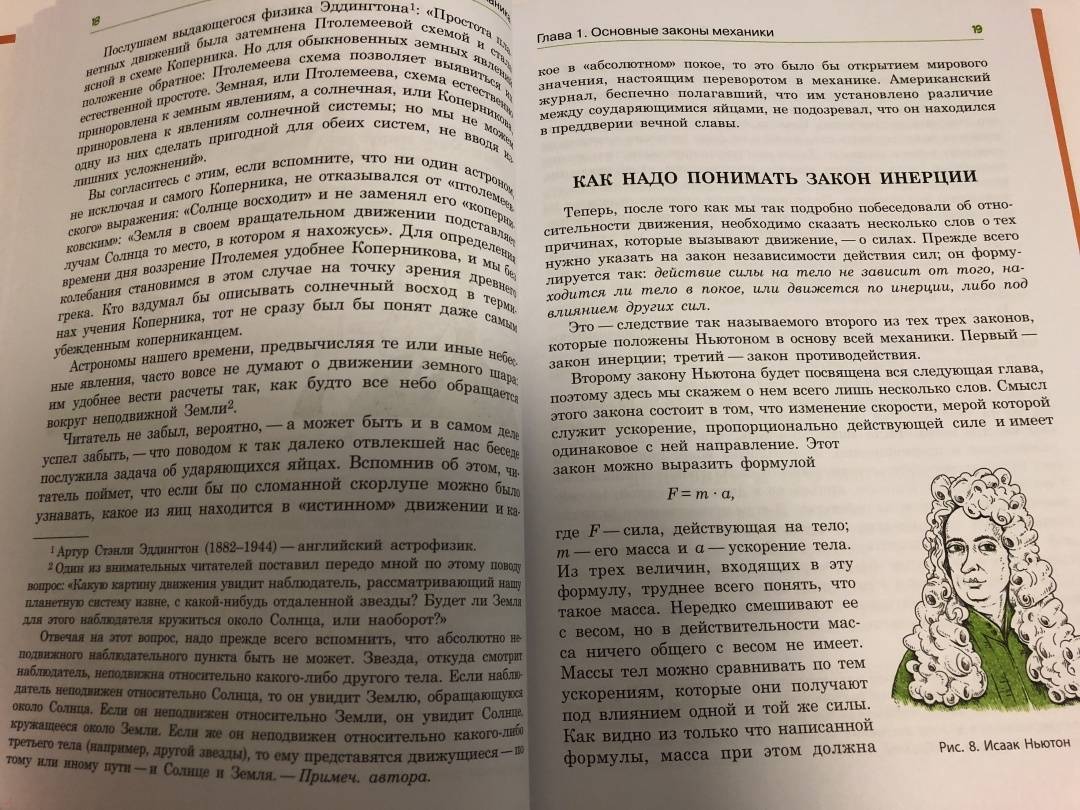 18
Послушаем выдающегося физика Эддингтона¹: «Простота пла-
нетных движений была затемнена Птолемеевой схемой и стала
ясной в схеме Коперника. Но для обыкновенных земных явлений
положение обратное: Птолемеева схема позволяет выявиться их
естественной простоте. Земная, или Птолемеева, схема естественно
приноровлена к земным явлениям, а солнечная, или Коперникова,
приноровлена к явлениям солнечной системы; но мы не можем
одну из них сделать пригодной для обеих систем, не вводя из-
лишних усложнений».
Вы согласитесь с этим, если вспомните, что ни один астроном,
не исключая и самого Коперника, не отказывался от «птолемеев-
ского» выражения: «Солнце восходит» и не заменял его «коперни-
ковским»: «Земля в своем вращательном движении подставляет
лучам Солнца то место, в котором я нахожусь». Для определения
времени дня воззрение Птолемея удобнее Коперникова, и мы без
колебания становимся в этом случае на точку зрения древнего
грека. Кто вздумал бы описывать солнечный восход в терми-
нах учения Коперника, тот не сразу был бы понят даже самым
убежденным коперниканцем.
Астрономы нашего времени, предвычисляя те или иные небес-
ные явления, часто вовсе не думают о движении земного шара:
им удобнее вести расчеты так, как будто все небо обращается
вокруг неподвижной Земли².
Читатель не забыл, вероятно, — а может быть и в самом деле
успел забыть, — что поводом к так далеко отвлекшей нас беседе
послужила задача об ударяющихся яйцах. Вспомнив об этом, чи-
татель поймет, что если бы по сломанной скорлупе можно было
узнавать, какое из яиц находится в «истинном» движении и ка-
¹ Артур Стэнли Эддингтон (1882–1944) — английский астрофизик.
² Один из внимательных читателей поставил передо мной по этому поводу
вопрос: «Какую картину движения увидит наблюдатель, рассматривающий нашу
планетную систему извне, с какой-нибудь отдаленной звезды? Будет ли Земля
для этого наблюдателя кружиться около Солнца, или наоборот?»
Отвечая на этот вопрос, надо прежде всего вспомнить, что абсолютно не-
подвижного наблюдательного пункта быть не может. Звезда, откуда смотрит
наблюдатель, неподвижна относительно какого-либо другого тела. Если наблю-
датель неподвижен относительно Солнца, то он увидит Землю, обращающуюся
около Солнца. Если он неподвижен относительно Земли, он увидит Солнце,
кружащееся около Земли. Если же он неподвижен относительно какого-либо
третьего тела (например, другой звезды), то ему представятся движущиеся — по
тому или иному пути — и Солнце и Земля. — Примеч. автора.
Глава 1. Основные законы механики 19
кое в «абсолютном» покое, то это было бы открытием мирового
значения, настоящим переворотом в механике. Американский
журнал, беспечно полагавший, что им установлено различие
между соударяющимися яйцами, не подозревал, что он находился
в преддверии вечной славы.
КАК НАДО ПОНИМАТЬ ЗАКОН ИНЕРЦИИ
Теперь, после того как мы так подробно побеседовали об отно-
сительности движения, необходимо сказать несколько слов о тех
причинах, которые вызывают движение, — о силах. Прежде всего
нужно указать на закон независимости действия сил; он форму-
лируется так: действие силы на тело не зависит от того, на-
ходится ли тело в покое, или движется по инерции, либо под
влиянием других сил.
Это — следствие так называемого второго из тех трех законов,
которые положены Ньютоном в основу всей механики. Первый —
закон инерции; третий — закон противодействия.
Второму закону Ньютона будет посвящена вся следующая глава,
поэтому здесь мы скажем о нем всего лишь несколько слов. Смысл
этого закона состоит в том, что изменение скорости, мерой которой
служит ускорение, пропорционально действующей силе и имеет
одинаковое с ней направление. Этот
закон можно выразить формулой
F = m · a,
где F — сила, действующая на тело;
m — его масса и a — ускорение тела.
Из трех величин, входящих в эту
формулу, труднее всего понять, что
такое масса. Нередко смешивают ее
с весом, но в действительности мас-
са ничего общего с весом не имеет.
Массы тел можно сравнивать по тем
ускорениям, которые они получают
под влиянием одной и той же силы.
Как видно из только что написанной
формулы, масса при этом должна
Рис. 8. Исаак Ньютон